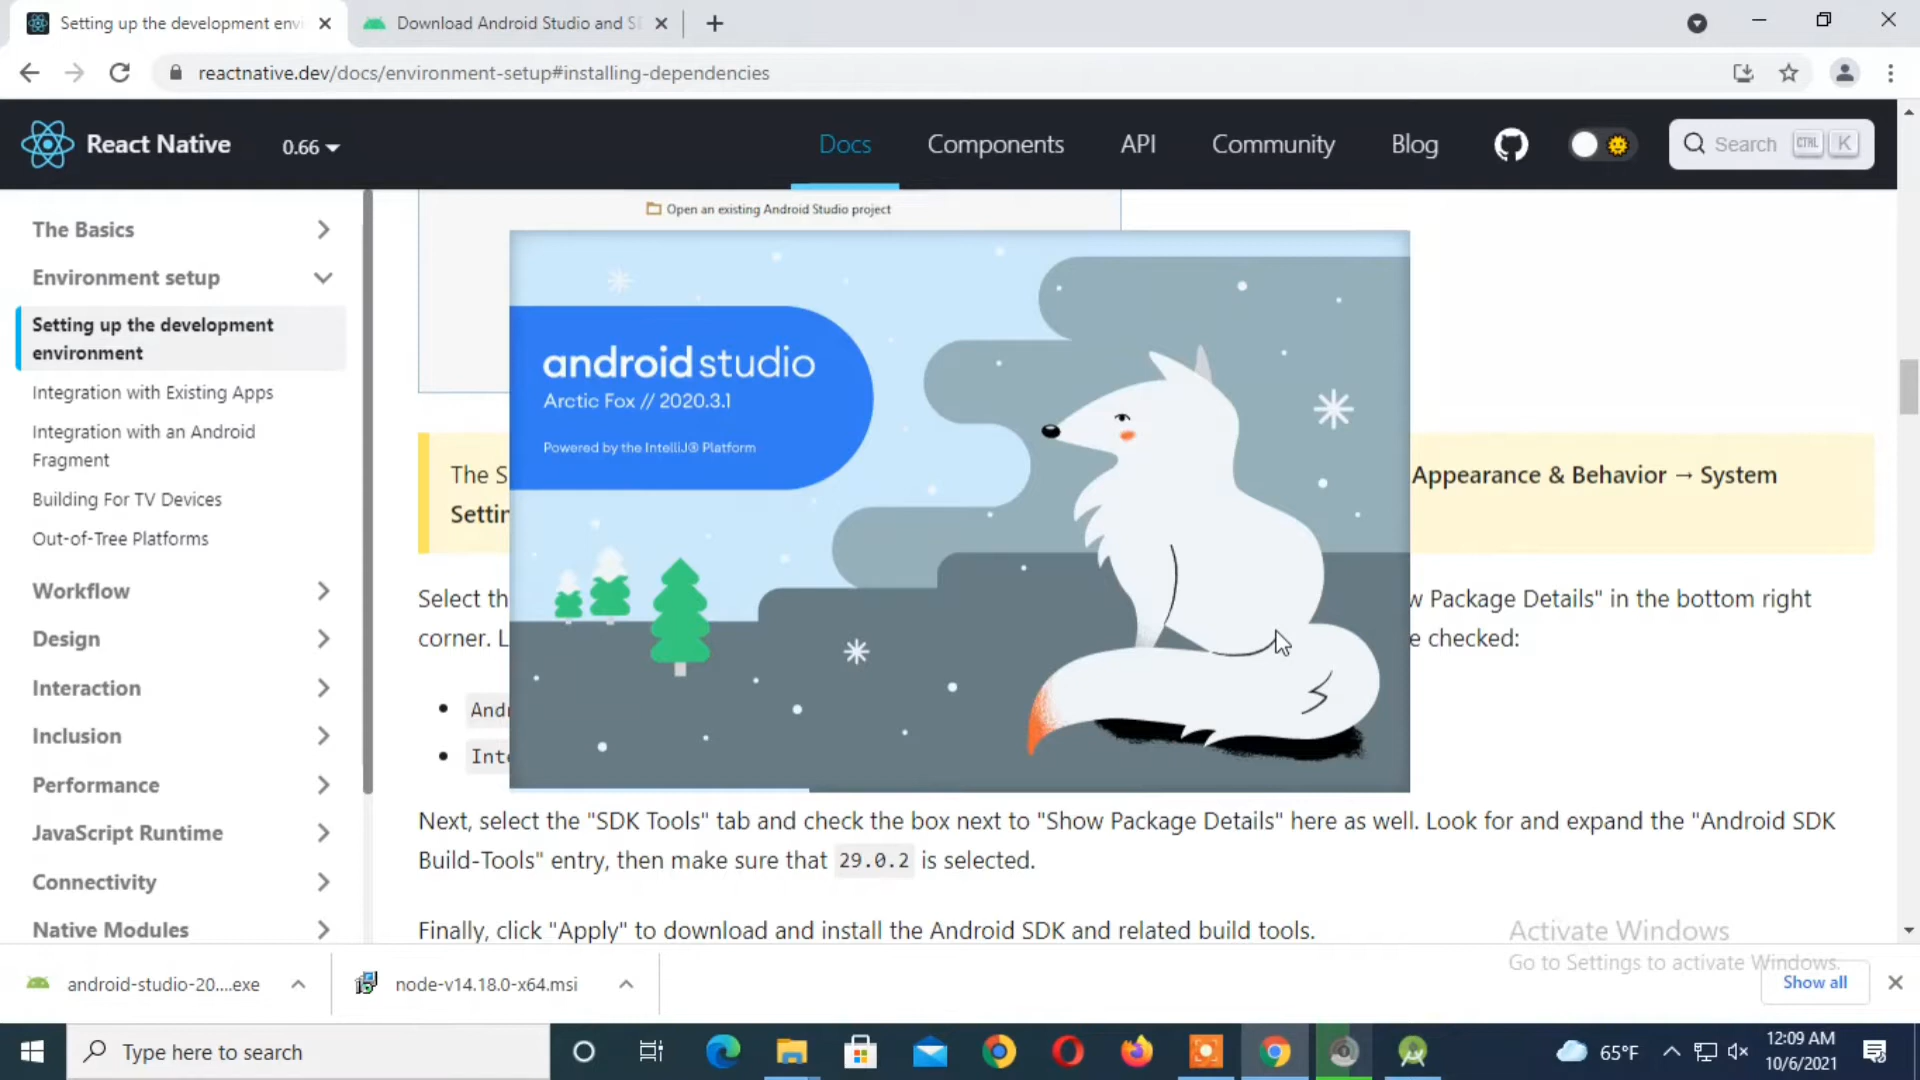 Setting up the development envi
Download Android Studio and S
reactnative.dev/docs/environment-setup#installing-dependencies
React Native
0.66
Docs
Components
API
Community
Blog
Search
CTRL K
The Basics
Environment setup
Setting up the development
environment
Integration with Existing Apps
Integration with an Android
Fragment
Building For TV Devices
Out-of-Tree Platforms
Workflow
Design
Interaction
Inclusion
Performance
JavaScript Runtime
Connectivity
Native Modules
Open an existing Android Studio project
androidstudio
Arctic Fox // 2020.3.1
Powered by the IntelliJ® Platform
The S
Appearance & Behavior → System
Settin
Select th
w Package Details" in the bottom right
corner. L
e checked:
Andr
Inte
Next, select the "SDK Tools" tab and check the box next to "Show Package Details" here as well. Look for and expand the "Android SDK
Build-Tools" entry, then make sure that 29.0.2 is selected.
Finally, click "Apply" to download and install the Android SDK and related build tools.
Activate Windows
Go to Settings to activate Windows.
android-studio-20....exe
node-v14.18.0-x64.msi
Show all
Type here to search
65°F
12:09 AM
10/6/2021